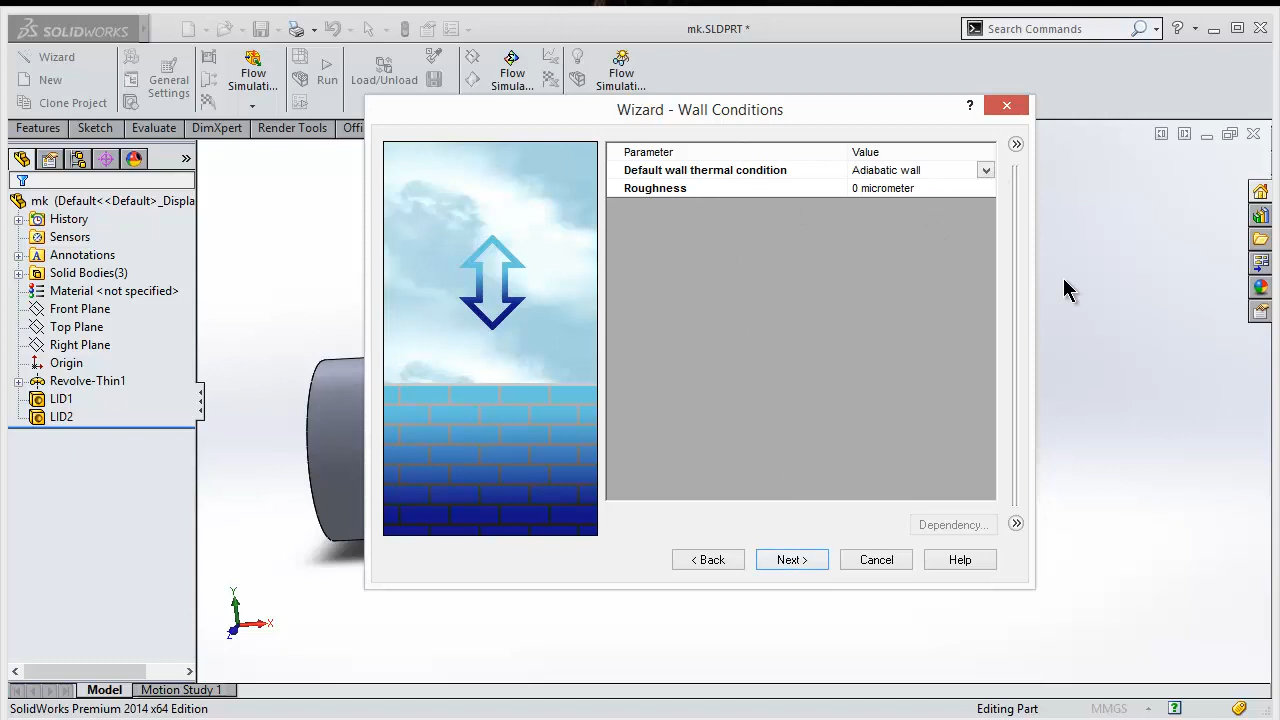 SOLIDWORKS
mk.SLDPRT *
Search Commands
Wizard
New
Clone Project
General
Settings
Flow
Simulati...
Run
Load/Unload
Flow
Simula...
Flow
Simulati...
Features
Sketch
Evaluate
DimXpert
Render Tools
Offi
mk (Default<<Default>_Displa
History
Sensors
Annotations
Solid Bodies(3)
Material <not specified>
Front Plane
Top Plane
Right Plane
Origin
Revolve-Thin1
LID1
LID2
Wizard - Wall Conditions
?
Parameter Value
Default wall thermal condition Adiabatic wall
Roughness 0 micrometer
Dependency...
< Back
Next >
Cancel
Help
Y
X
Z
Model
Motion Study 1
SolidWorks Premium 2014 x64 Edition
Editing Part
MMGS
?